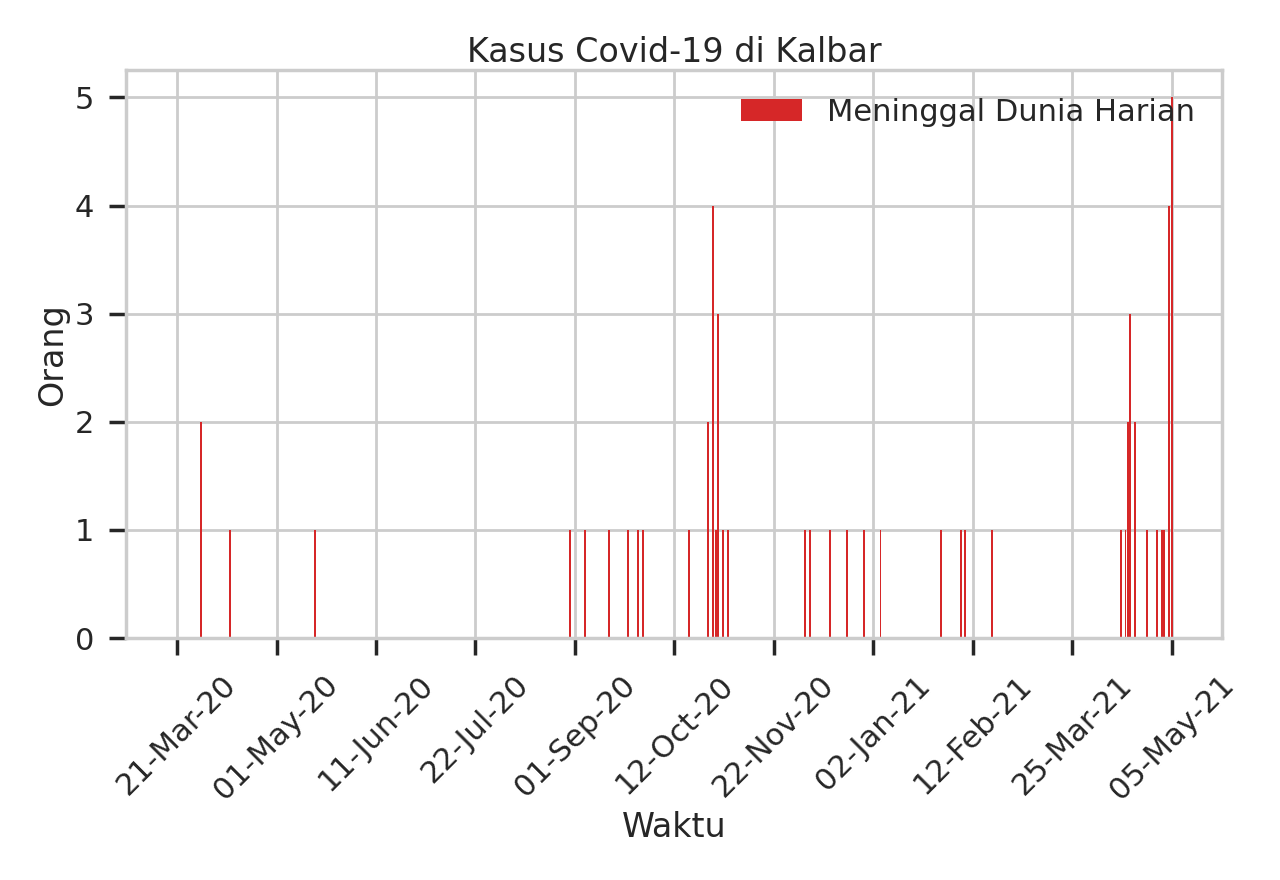 Kasus Covid-19 di Kalbar
Meninggal Dunia Harian
Orang
5
4
3
2
1
0
21-Mar-20
01-May-20
11-Jun-20
22-Jul-20
01-Sep-20
12-Oct-20
22-Nov-20
02-Jan-21
12-Feb-21
25-Mar-21
05-May-21
Waktu